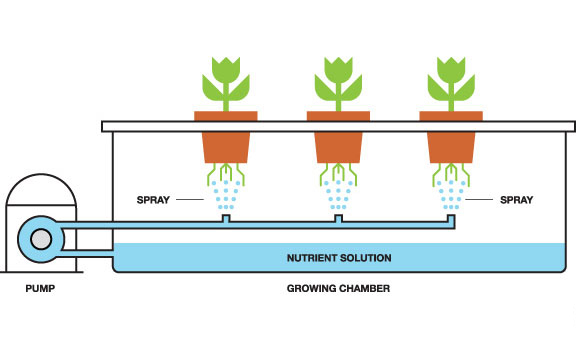 SPRAY
SPRAY
NUTRIENT SOLUTION
PUMP
GROWING CHAMBER